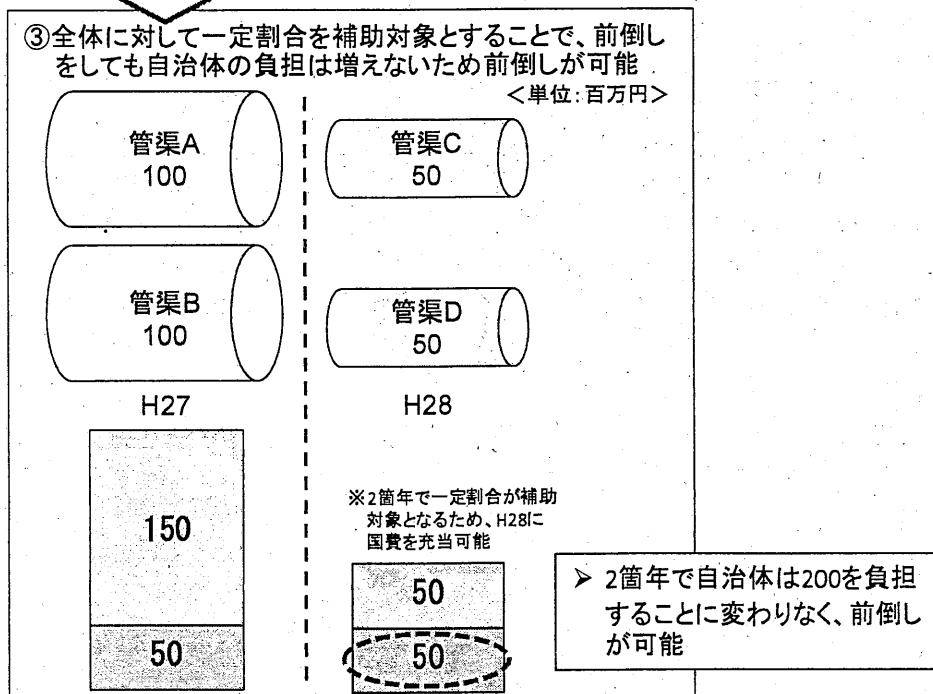 ③全体に対して一定割合を補助対象とすることで、前倒し
をしても自治体の負担は増えないため前倒しが可能
<単位:百万円>
管渠A
100
管渠C
50
管渠B
100
管渠D
50
H27
H28
※2箇年で一定割合が補助
対象となるため、H28に
国費を充当可能
150
50
50
50
➢ 2箇年で自治体は200を負担
することに変わりなく、前倒し
が可能